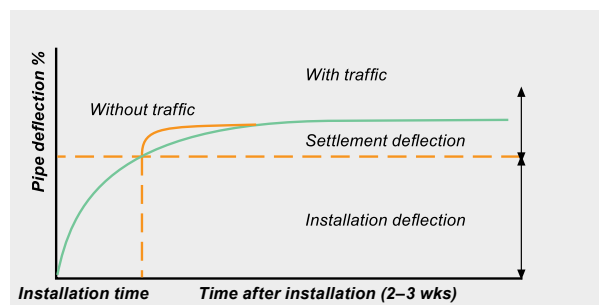 With traffic
Without traffic
Settlement deflection
Installation deflection
Pipe deflection %
Installation time
Time after installation (2–3 wks)